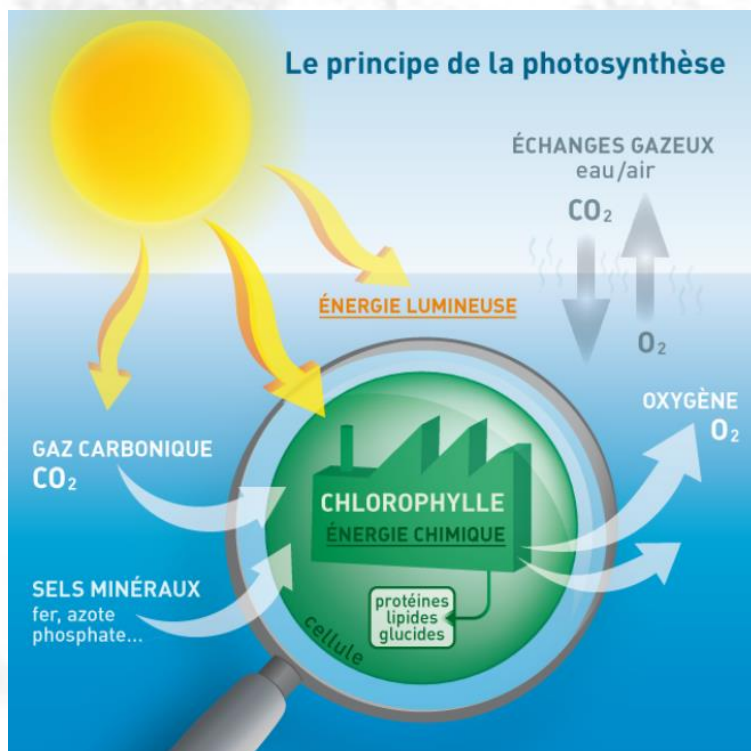 Le principe de la photosynthèse
ÉCHANGES GAZEUX
eau/air
CO₂
O₂
ÉNERGIE LUMINEUSE
OXYGÈNE
O₂
GAZ CARBONIQUE
CO₂
CHLOROPHYLLE
ÉNERGIE CHIMIQUE
SELS MINÉRAUX
fer, azote
phosphate...
protéines
lipides
glucides
cellule